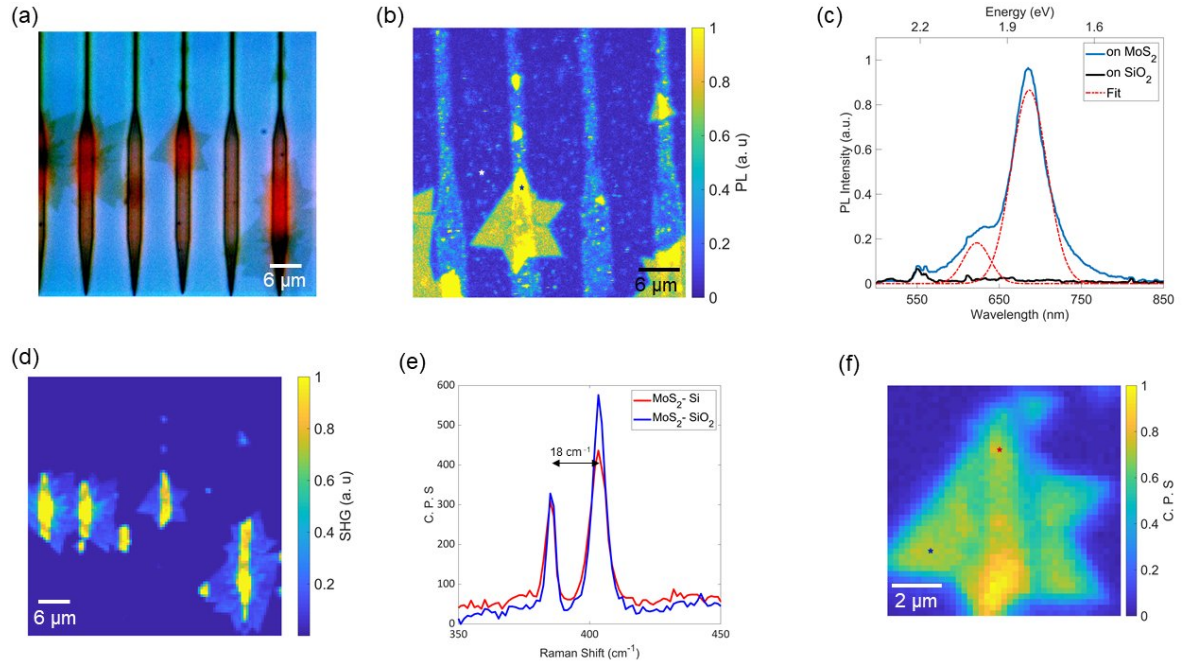 (a)
6 µm
(b)
6 µm
1
0.8
0.6
0.4
0.2
0
PL (a. u)
(c)
Energy (eV)
2.2
1.9
1.6
on MoS2
on SiO2
Fit
1
0.8
0.6
0.4
0.2
0
PL Intensity (a.u.)
550
650
750
850
Wavelength (nm)
(d)
6 µm
1
0.8
0.6
0.4
0.2
SHG (a. u)
(e)
600
500
400
300
200
100
0
C. P. S
MoS2- Si
MoS2- SiO2
18 cm⁻¹
350
400
450
Raman Shift (cm⁻¹)
(f)
2 µm
1
0.8
0.6
0.4
0.2
0
C. P. S